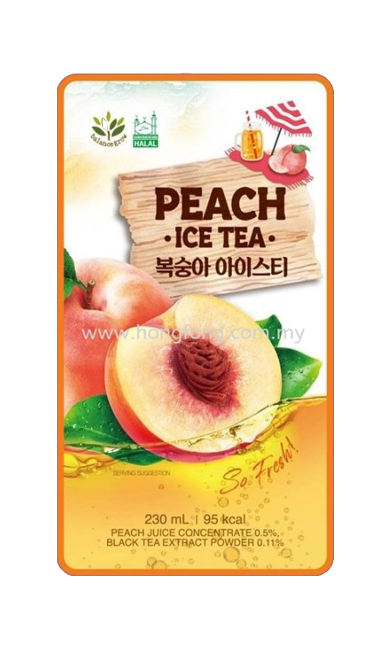 balancegrow
HALAL
PEACH
• ICE TEA •
복숭아 아이스티
www.hongfong.com.my
So Fresh!
SERVING SUGGESTION
230 mL | 95 kcal
PEACH JUICE CONCENTRATE 0.5%,
BLACK TEA EXTRACT POWDER 0.11%